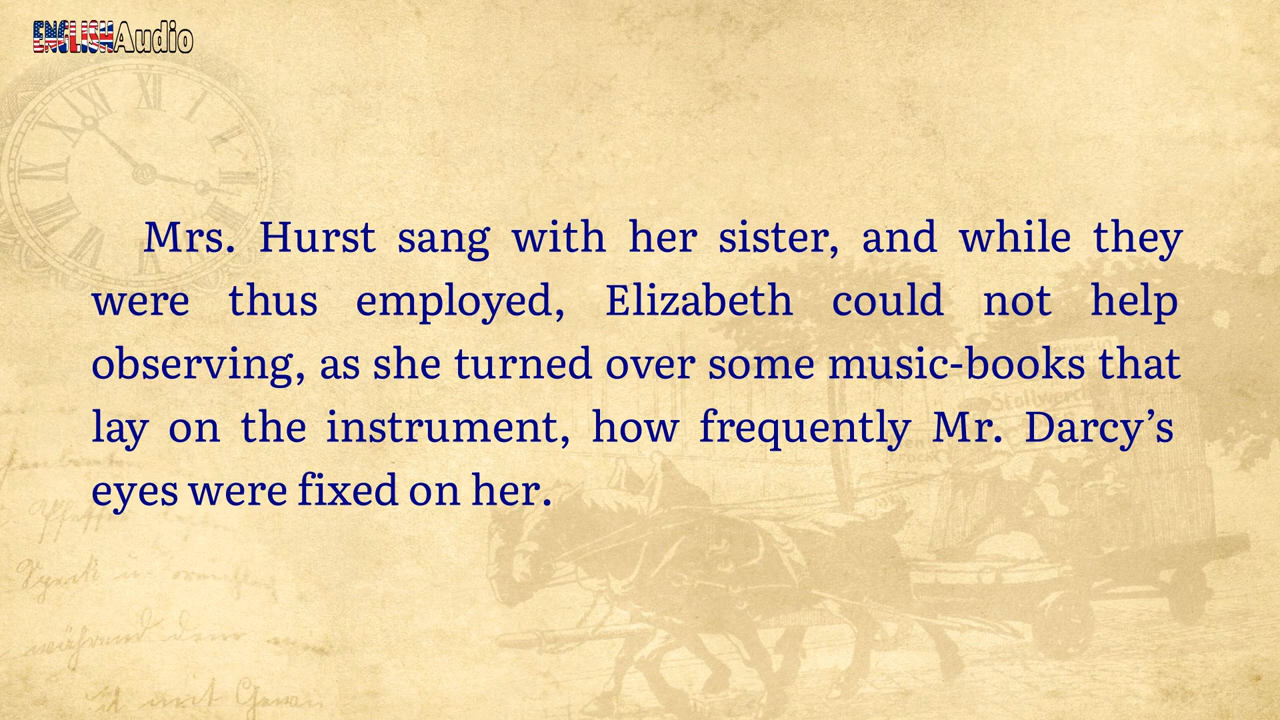 ENGLISHAudio
Mrs. Hurst sang with her sister, and while they
were thus employed, Elizabeth could not help
observing, as she turned over some music-books that
lay on the instrument, how frequently Mr. Darcy’s
eyes were fixed on her.
Stollwerck